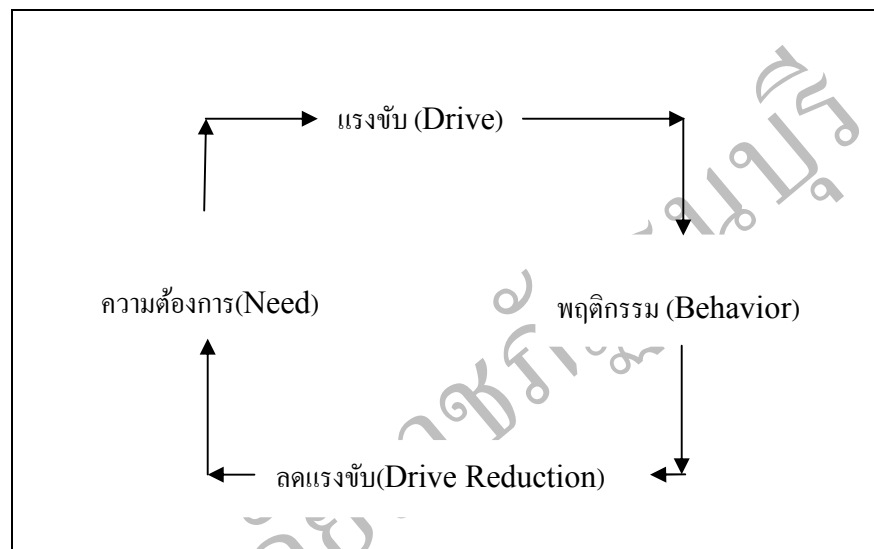 แรงขับ (Drive)
ความต้องการ(Need)
พฤติกรรม (Behavior)
ลดแรงขับ(Drive Reduction)